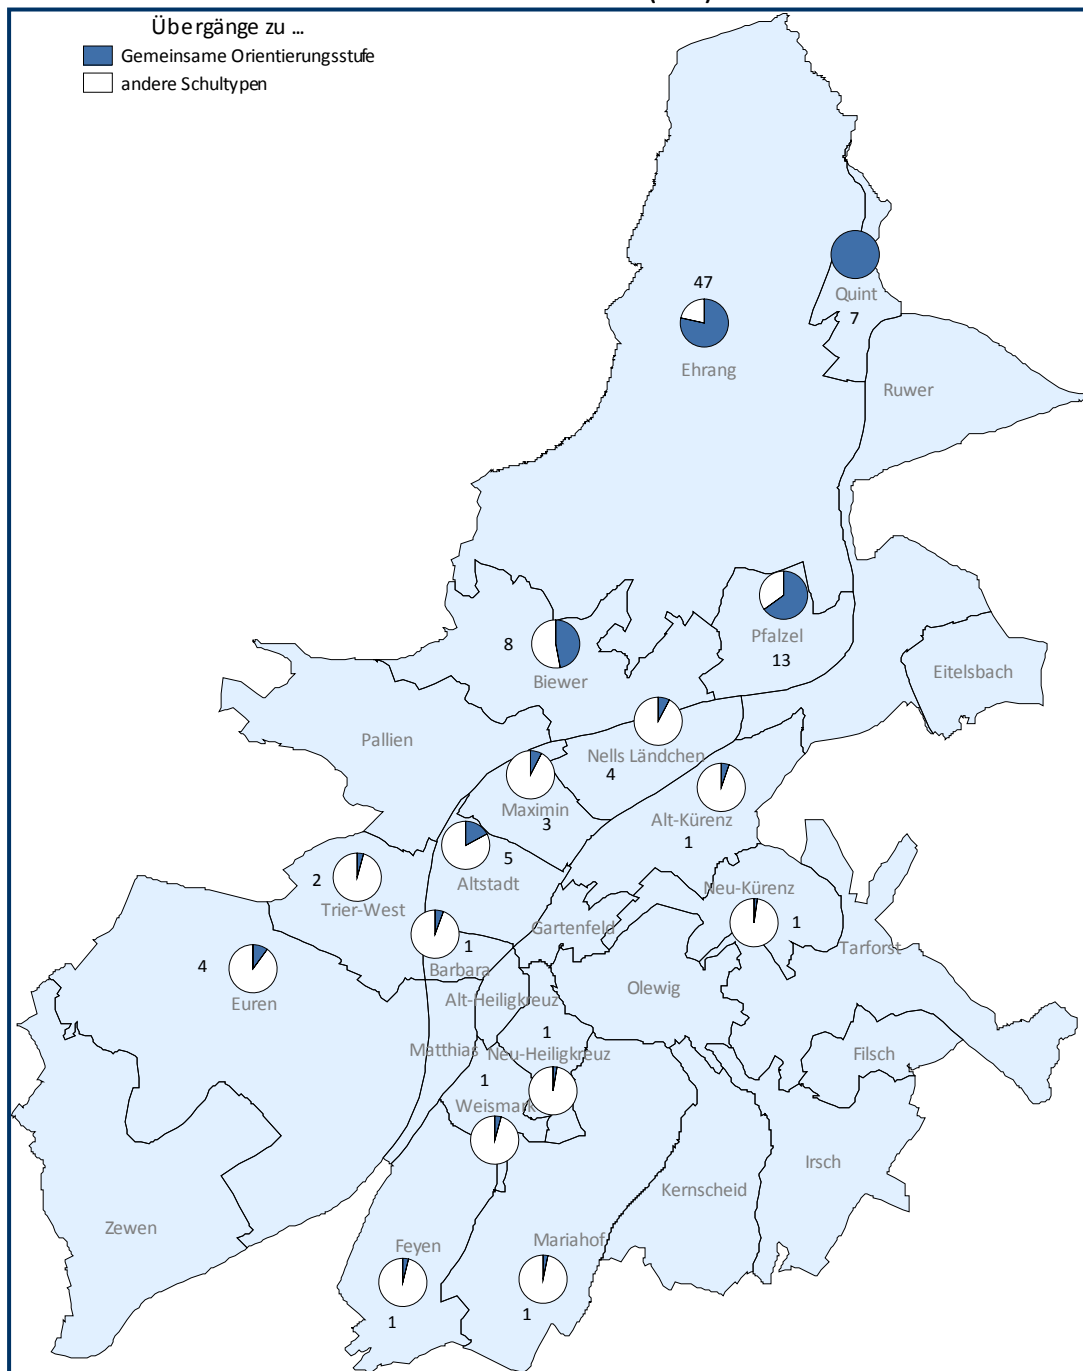 Übergänge zu ...
Gemeinsame Orientierungsstufe
andere Schultypen
47
Quint
7
Ehrang
Ruwer
Pfalzel
13
8
Biewer
Eitelsbach
Pallien
Nells Ländchen
4
Maximin
3
Alt-Kürenz
1
5
Altstadt
2
Trier-West
Neu-Kürenz
1
Gartenfeld
1
Barbara
Tarforst
4
Euren
Olewig
Alt-Heiligkreuz
1
Matthias
Neu-Heiligkreuz
Filsch
1
Weismark
Irsch
Kernscheid
Zewen
Feyen
Mariahof
1
1